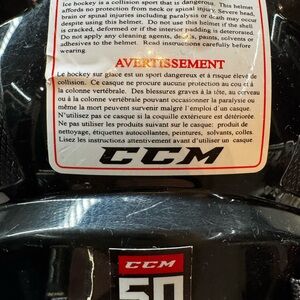 Ice hockey is a collision sport that is dangerous. This helmet
affords no protection from neck or spinal injury. Severe head,
brain or spinal injuries including paralysis or death may occur
despite using this helmet. Do not use this helmet if the shell
is cracked, deformed or if the interior padding is deteriorated.
Do not apply any cleaning agents, decals, paints, solvents or
adhesives to the helmet. Read instructions carefully before
wearing.
AVERTISSEMENT
Le hockey sur glace est un sport dangereux et à risque élevé de
collision. Ce casque ne procure aucune protection au cou et à
la colonne vertébrale. Des blessures graves à la tête, au cerveau
ou à la colonne vertébrale pouvant occasionner la paralysie ou
même la mort peuvent survenir malgré l'emploi d'un casque.
N'utilisez pas ce casque si la coquille extérieure est détériorée.
Ne pas utiliser les produits suivants sur le casque: produit de
nettoyage, étiquettes autocollantes, peintures, solvants, colles.
Lisez les instructions attentivement avant d'utiliser un casque.
CCM
CCM
50